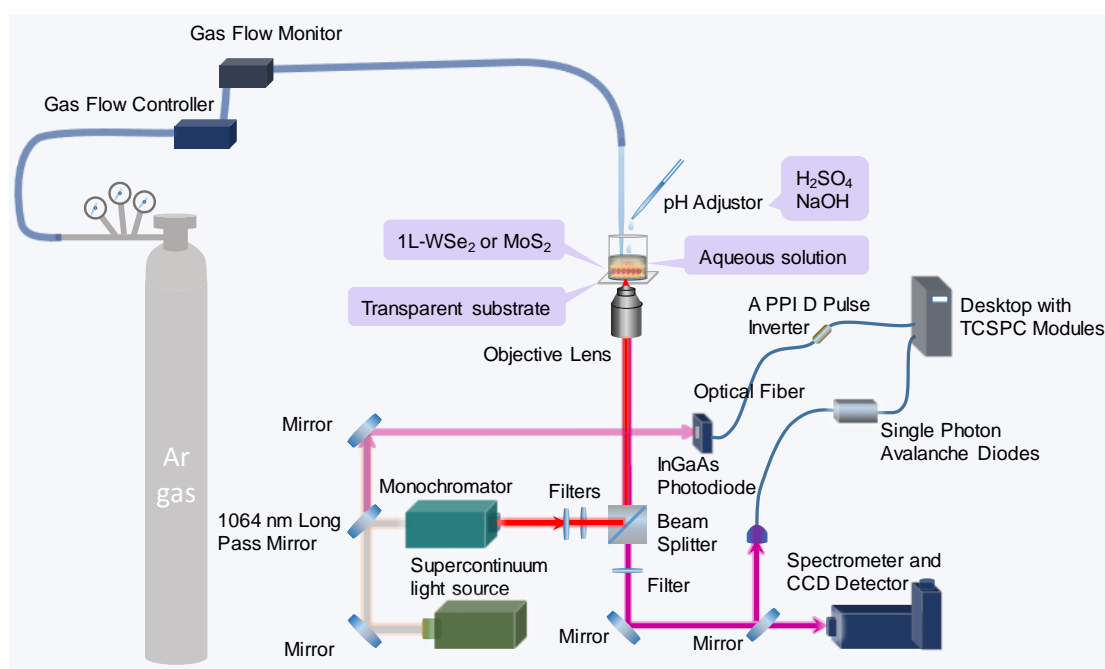 Gas Flow Monitor
Gas Flow Controller
pH Adjustor
H₂SO₄
NaOH
1L-WSe₂ or MoS₂
Aqueous solution
Transparent substrate
A PPI D Pulse
Inverter
Desktop with
TCSPC Modules
Objective Lens
Optical Fiber
Mirror
Single Photon
Avalanche Diodes
Ar
gas
InGaAs
Photodiode
Monochromator
Filters
1064 nm Long
Pass Mirror
Beam
Splitter
Supercontinuum
light source
Filter
Spectrometer and
CCD Detector
Mirror
Mirror
Mirror